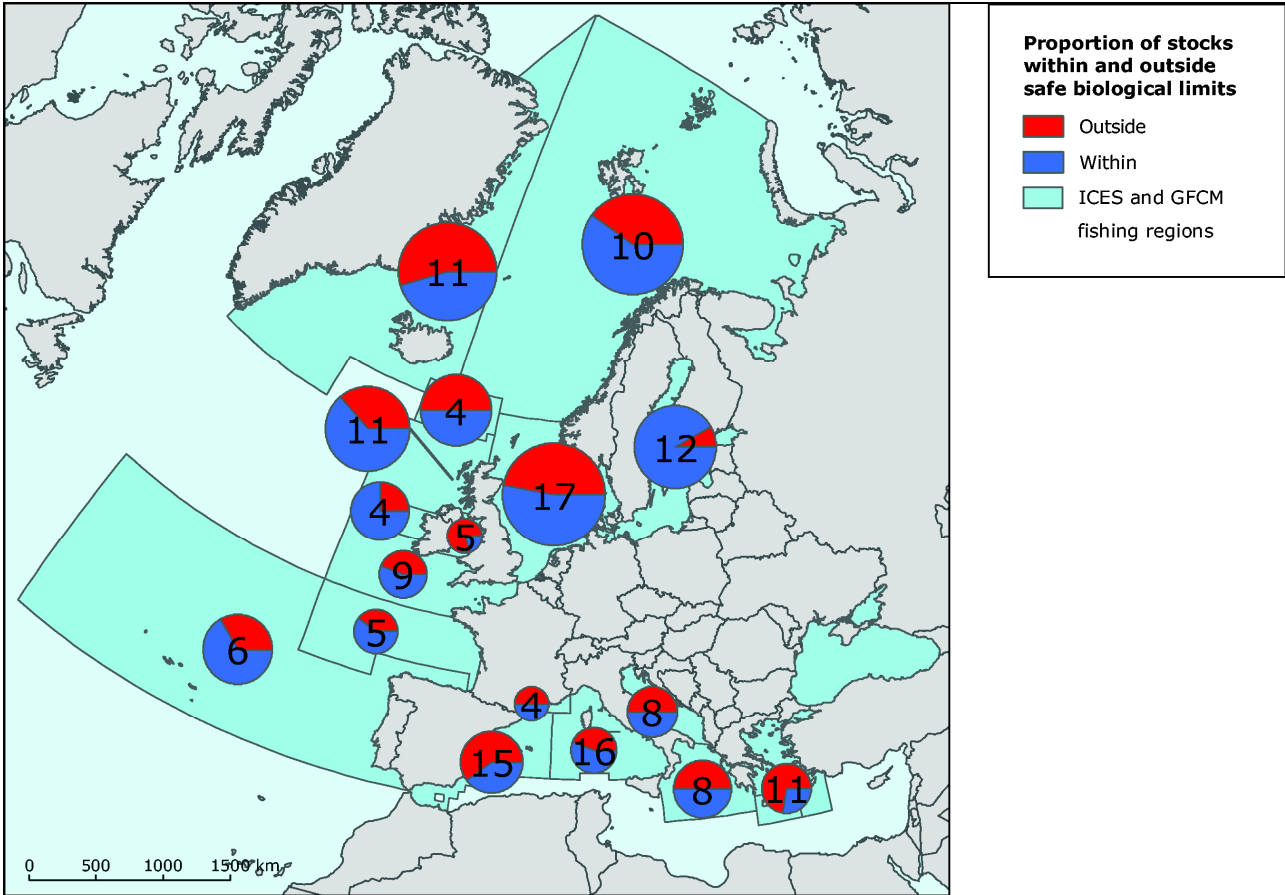 Proportion of stocks
within and outside
safe biological limits
Outside
Within
ICES and GFCM
fishing regions
10
11
4
11
12
17
4
5
9
5
6
4
8
15
16
8
11
0 500 1000 1500 km